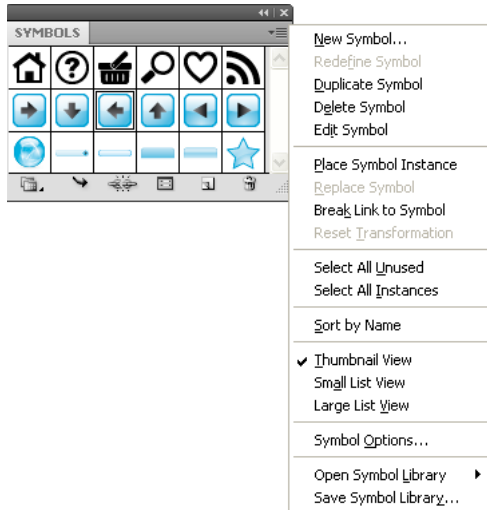 SYMBOLS
New Symbol...
Redefine Symbol
Duplicate Symbol
Delete Symbol
Edit Symbol
Place Symbol Instance
Replace Symbol
Break Link to Symbol
Reset Transformation
Select All Unused
Select All Instances
Sort by Name
Thumbnail View
Small List View
Large List View
Symbol Options...
Open Symbol Library
Save Symbol Library...